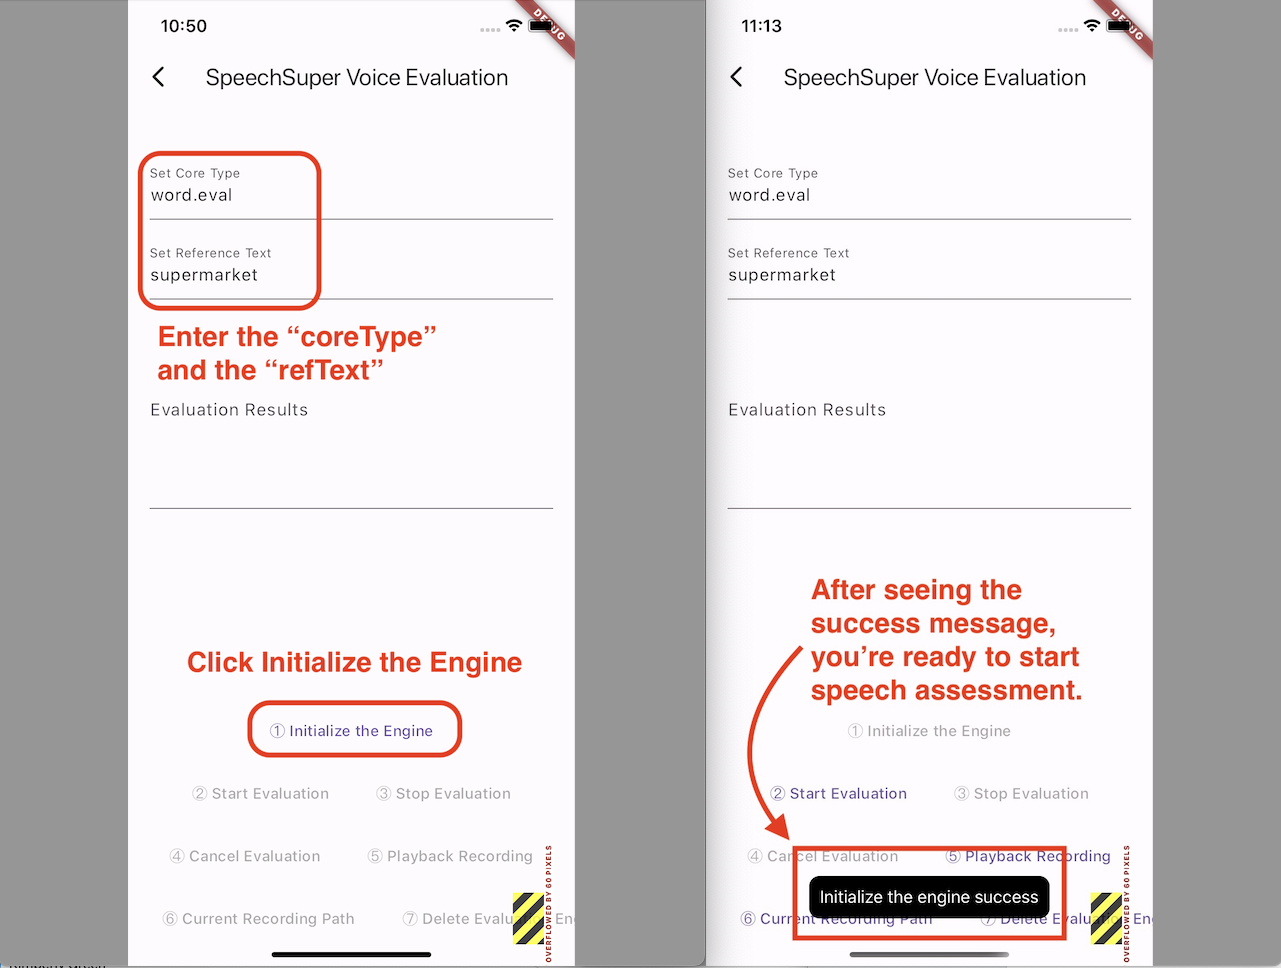 10:50
DEBUG
SpeechSuper Voice Evaluation
Set Core Type
word.eval
Set Reference Text
supermarket
Enter the “coreType”
and the “refText”
Evaluation Results
Click Initialize the Engine
① Initialize the Engine
② Start Evaluation ③ Stop Evaluation
④ Cancel Evaluation ⑤ Playback Recording
⑥ Current Recording Path ⑦ Delete Evalu En
OVERFLOWED BY 60 PIXELS
11:13
DEBUG
SpeechSuper Voice Evaluation
Set Core Type
word.eval
Set Reference Text
supermarket
Evaluation Results
After seeing the
success message,
you’re ready to start
speech assessment.
① Initialize the Engine
② Start Evaluation ③ Stop Evaluation
④ Cancel Evaluation ⑤ Playback Recording
Initialize the engine success
⑥ Current Recording Path ⑦ Delete Evaluation En
OVERFLOWED BY 60 PIXELS